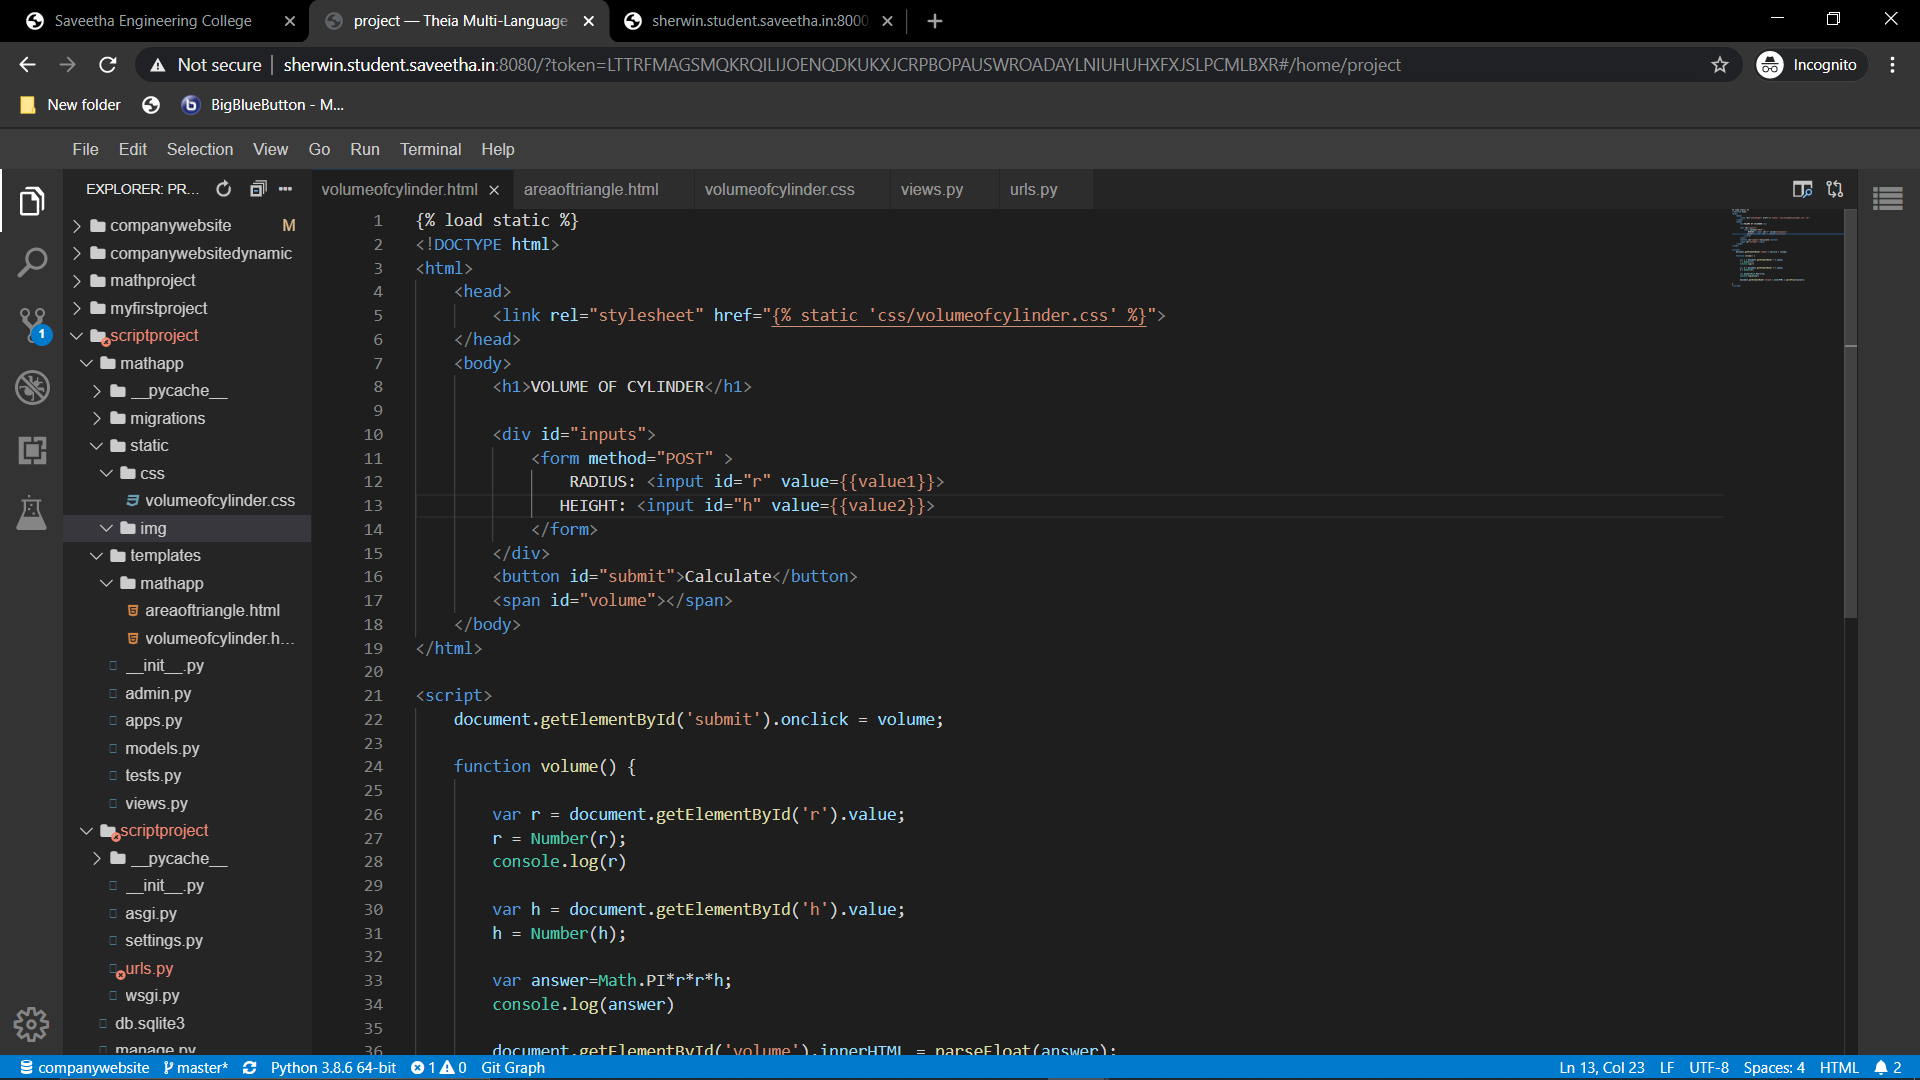 Saveetha Engineering College
project — Theia Multi-Language
sherwin.student.saveetha.in:8000
Not secure
sherwin.student.saveetha.in:8080/?token=LTTRFMAGSMQKRQILIJOENQDKUKXJCRPBOPAUSWROADAYLNIUHUHXFXJSLPCMLBXR#/home/project
Incognito
New folder
BigBlueButton - M...
File Edit Selection View Go Run Terminal Help
EXPLORER: PR...
volumeofcylinder.html
areaoftriangle.html
volumeofcylinder.css
views.py
urls.py
companywebsite M
companywebsitedynamic
mathproject
myfirstproject
scriptproject
mathapp
__pycache__
migrations
static
css
volumeofcylinder.css
img
templates
mathapp
areaoftriangle.html
volumeofcylinder.h...
__init__.py
admin.py
apps.py
models.py
tests.py
views.py
scriptproject
__pycache__
__init__.py
asgi.py
settings.py
urls.py
wsgi.py
db.sqlite3
manage.py
1
1 {% load static %}
2 <!DOCTYPE html>
3 <html>
4 <head>
5 <link rel="stylesheet" href="{% static 'css/volumeofcylinder.css' %}">
6 </head>
7 <body>
8 <h1>VOLUME OF CYLINDER</h1>
9
10 <div id="inputs">
11 <form method="POST" >
12 RADIUS: <input id="r" value={{value1}}>
13 HEIGHT: <input id="h" value={{value2}}>
14 </form>
15 </div>
16 <button id="submit">Calculate</button>
17 <span id="volume"></span>
18 </body>
19 </html>
20
21 <script>
22 document.getElementById('submit').onclick = volume;
23
24 function volume() {
25
26 var r = document.getElementById('r').value;
27 r = Number(r);
28 console.log(r)
29
30 var h = document.getElementById('h').value;
31 h = Number(h);
32
33 var answer=Math.PI*r*r*h;
34 console.log(answer)
35
36 document.getElementById('volume').innerHTML = parseFloat(answer);
companywebsite master* Python 3.8.6 64-bit 1 0 Git Graph
Ln 13, Col 23 LF UTF-8 Spaces: 4 HTML 2